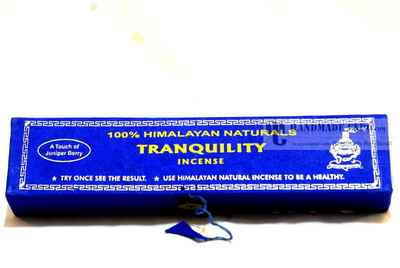 100% HIMALAYAN NATURALS
A Touch of
Juniper Berry
TRANQUILITY
INCENSE
★ TRY ONCE SEE THE RESULT. ★ USE HIMALAYAN NATURAL INCENSE TO BE A HEALTHY.